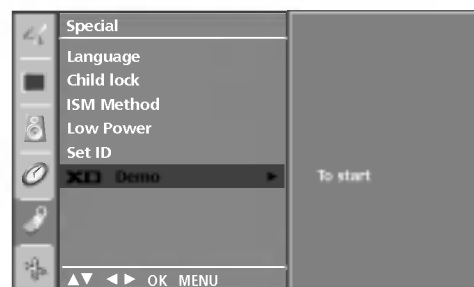 Special
Language
Child lock
ISM Method
Low Power
Set ID
XD Demo ► To start
▲▼ ◄► OK MENU